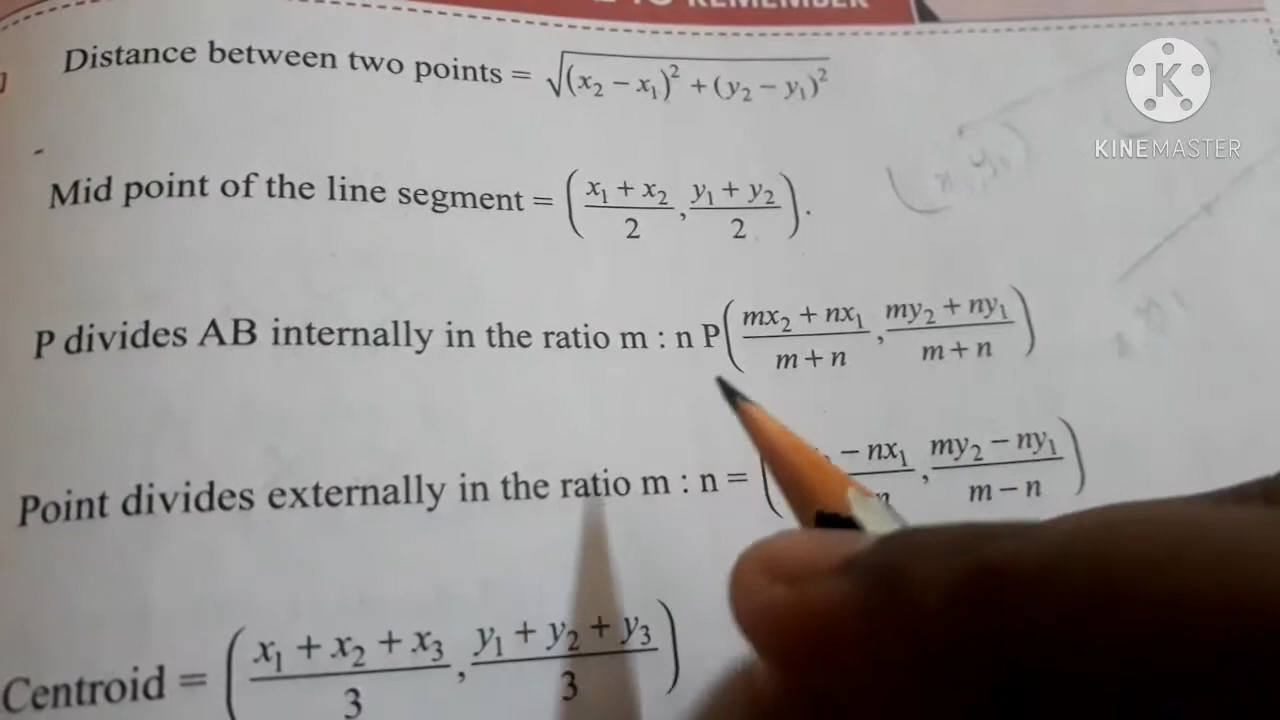 REMEMBER
Distance between two points = √(x₂ − x₁)² + (y₂ − y₁)²
KINEMASTER
Mid point of the line segment = (x₁ + x₂ / 2 , y₁ + y₂ / 2).
P divides AB internally in the ratio m : n P(mx₂ + nx₁ / m + n , my₂ + ny₁ / m + n)
Point divides externally in the ratio m : n = ( − nx₁ / n , my₂ − ny₁ / m − n)
Centroid = (x₁ + x₂ + x₃ / 3 , y₁ + y₂ + y₃ / 3)